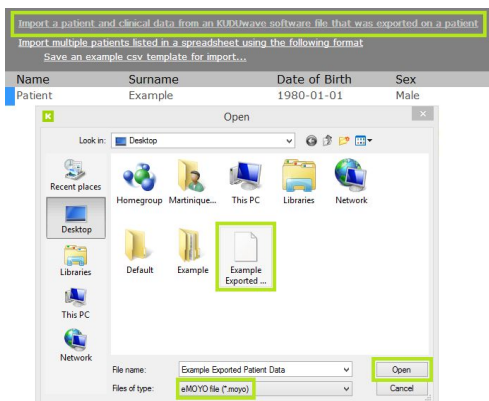 Import a patient and clinical data from an KUDUwave software file that was exported on a patient
Import multiple patients listed in a spreadsheet using the following format
Save an example csv template for import...
Name Surname Date of Birth Sex
Patient Example 1980-01-01 Male
K Open
Look in: Desktop
Recent places
Desktop
Libraries
This PC
Network
Homegroup Martinique... This PC Libraries Network
Default Example Example
Exported ...
File name: Example Exported Patient Data Open
Files of type: eMOYO file (*.moyo) Cancel